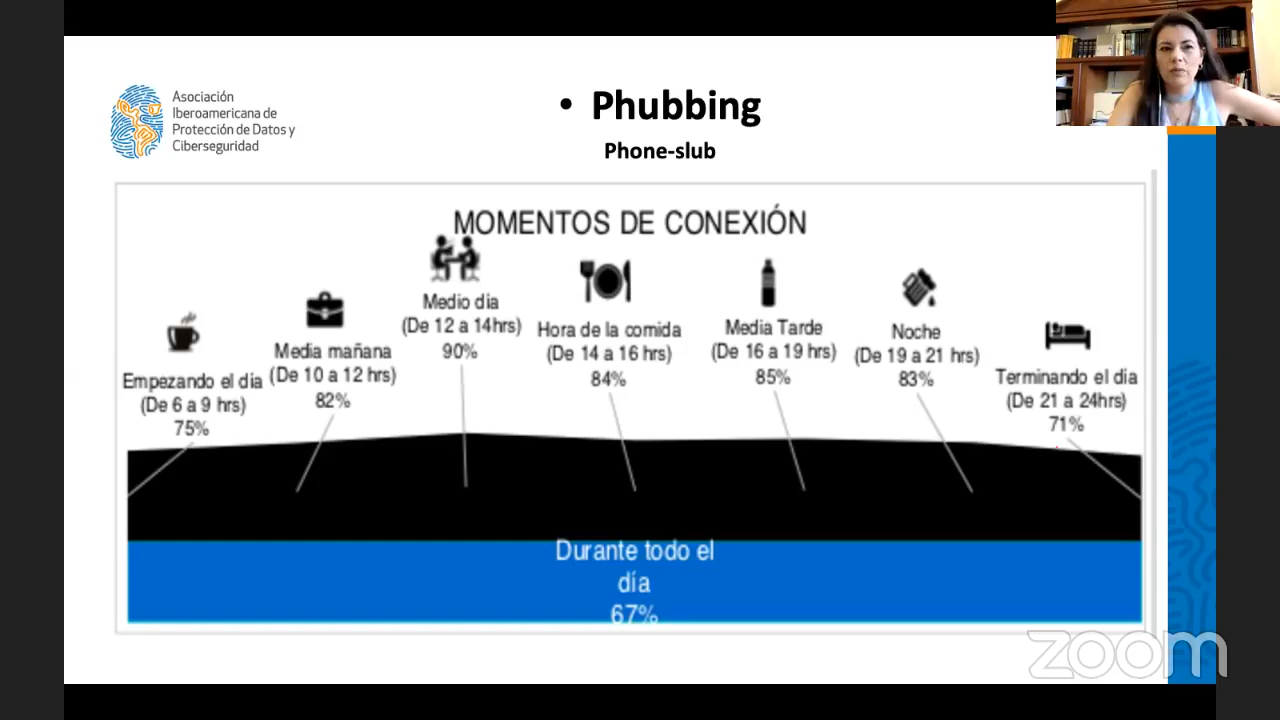 Asociación
Iberoamericana de
Protección de Datos y
Ciberseguridad
• Phubbing
Phone-slub
MOMENTOS DE CONEXIÓN
Empezando el dia
(De 6 a 9 hrs)
75%
Media mañana
(De 10 a 12 hrs)
82%
Medio dia
(De 12 a 14hrs)
90%
Hora de la comida
(De 14 a 16 hrs)
84%
Media Tarde
(De 16 a 19 hrs)
85%
Noche
(De 19 a 21 hrs)
83%
Terminando el dia
(De 21 a 24hrs)
71%
Durante todo el
día
67%
zoom